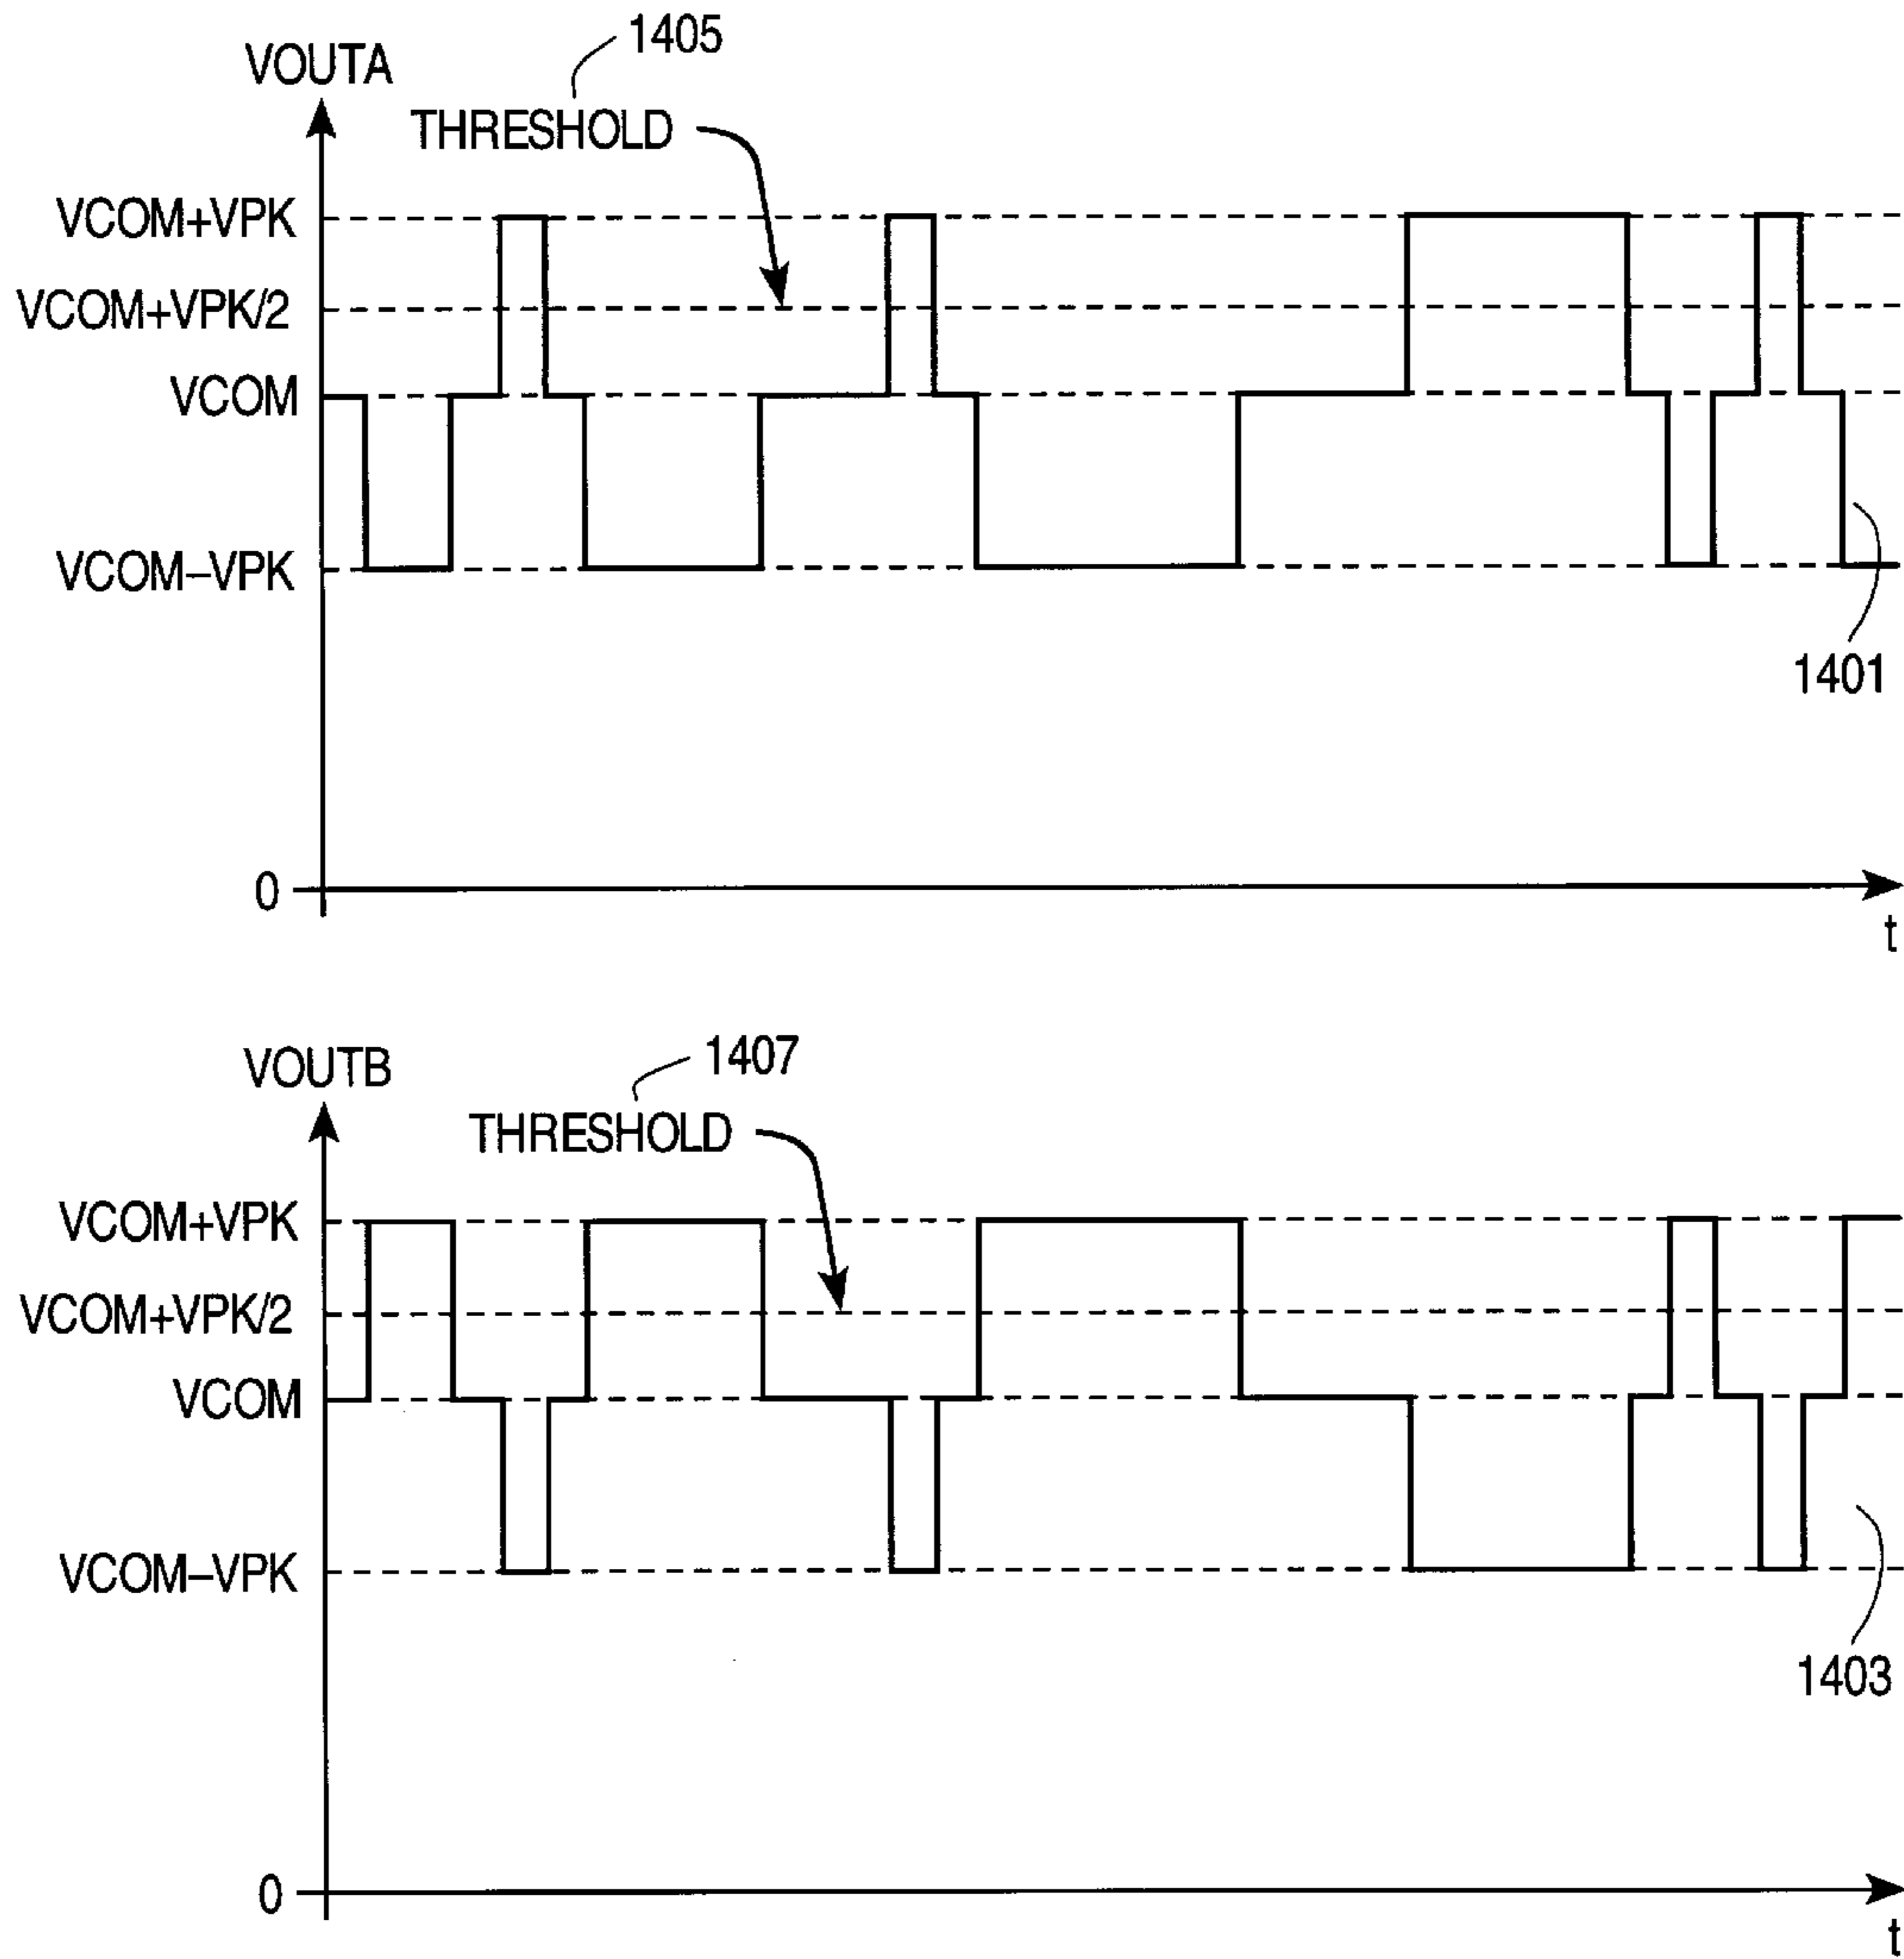 1405
VOUTA
THRESHOLD
VCOM+VPK
VCOM+VPK/2
VCOM
VCOM–VPK
1401
0
t
1407
VOUTB
THRESHOLD
VCOM+VPK
VCOM+VPK/2
VCOM
VCOM–VPK
1403
0
t